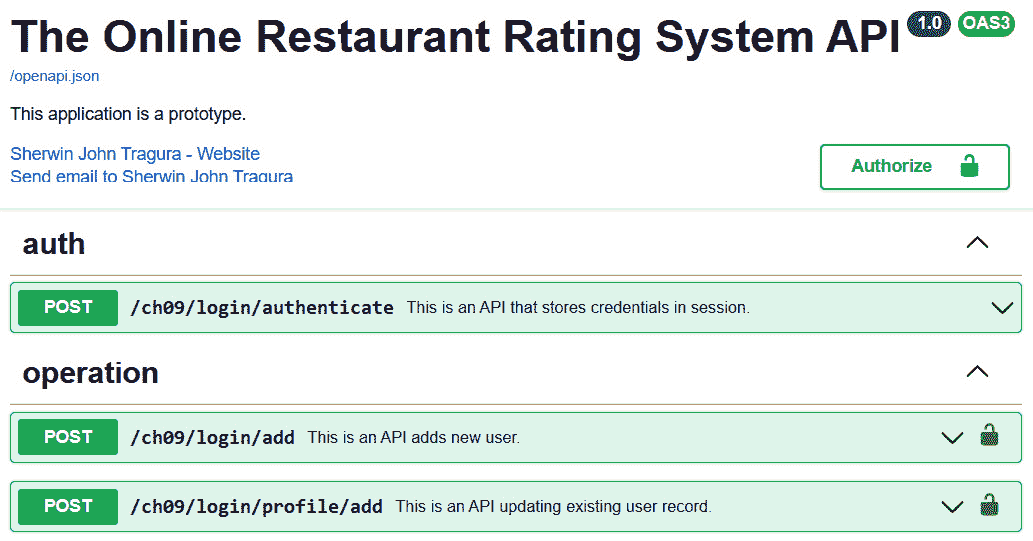 The Online Restaurant Rating System API 1.0 OAS3
/openapi.json
This application is a prototype.
Sherwin John Tragura - Website
Send email to Sherwin John Tragura
Authorize
auth
POST /ch09/login/authenticate This is an API that stores credentials in session.
operation
POST /ch09/login/add This is an API adds new user.
POST /ch09/login/profile/add This is an API updating existing user record.